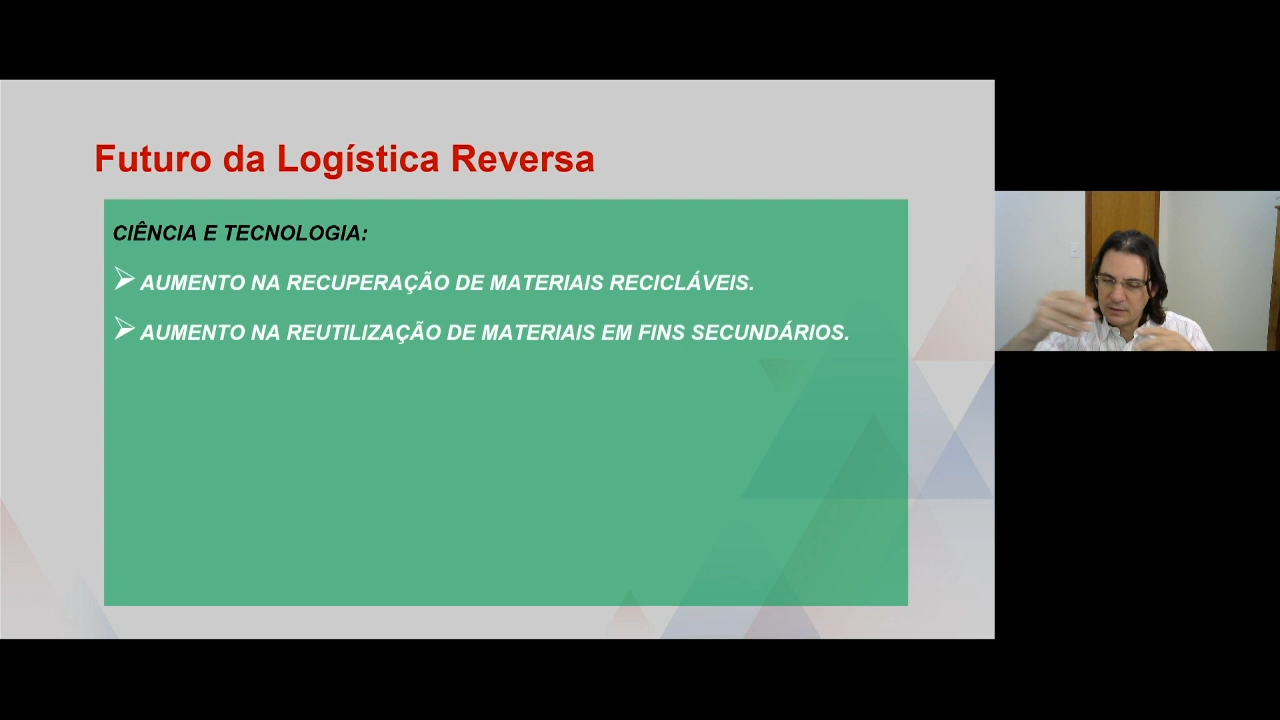 Futuro da Logística Reversa
CIÊNCIA E TECNOLOGIA:
AUMENTO NA RECUPERAÇÃO DE MATERIAIS RECICLÁVEIS.
AUMENTO NA REUTILIZAÇÃO DE MATERIAIS EM FINS SECUNDÁRIOS.